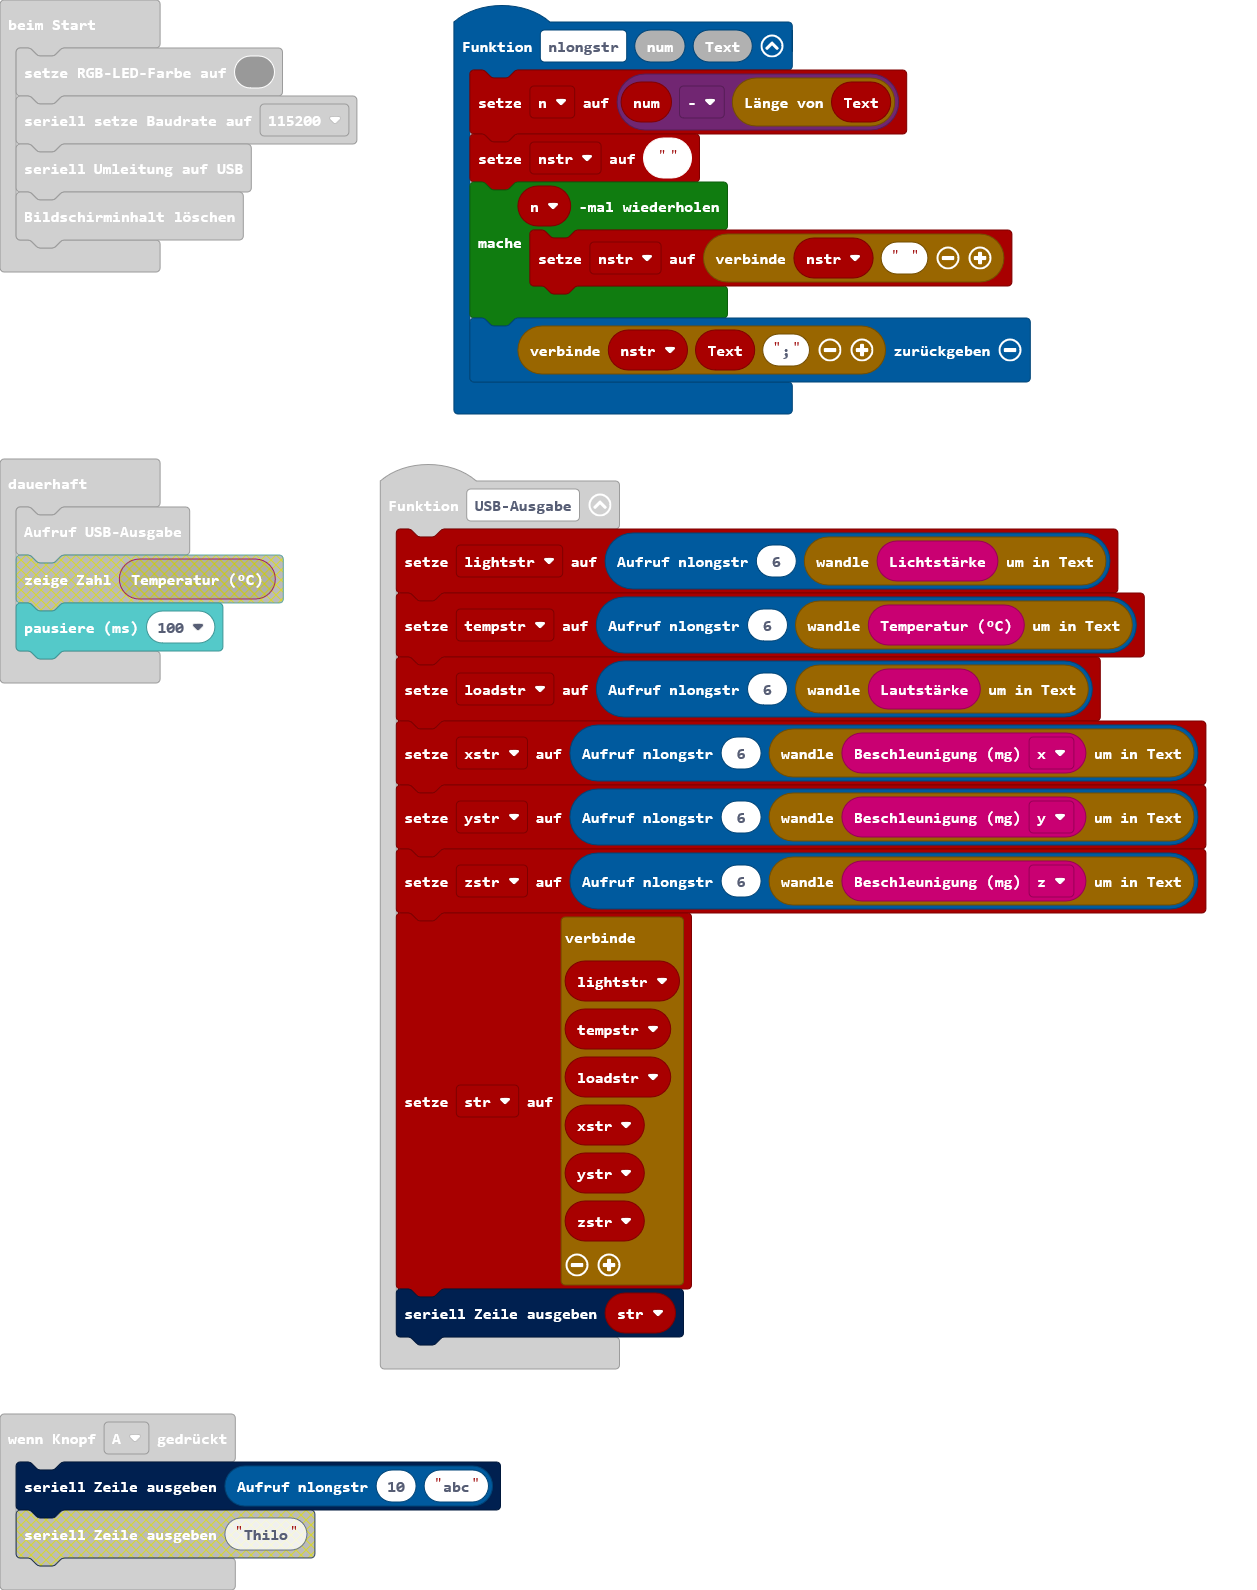 beim Start
setze RGB-LED-Farbe auf
seriell setze Baudrate auf 115200
seriell Umleitung auf USB
Bildschirminhalt löschen
Funktion nlongstr num Text
setze n auf num - Länge von Text
setze nstr auf ""
n -mal wiederholen
mache
setze nstr auf verbinde nstr " "
verbinde nstr Text ";" zurückgeben
dauerhaft
Aufruf USB-Ausgabe
zeige Zahl Temperatur (ºC)
pausiere (ms) 100
Funktion USB-Ausgabe
setze lightstr auf Aufruf nlongstr 6 wandle Lichtstärke um in Text
setze tempstr auf Aufruf nlongstr 6 wandle Temperatur (ºC) um in Text
setze loadstr auf Aufruf nlongstr 6 wandle Lautstärke um in Text
setze xstr auf Aufruf nlongstr 6 wandle Beschleunigung (mg) x um in Text
setze ystr auf Aufruf nlongstr 6 wandle Beschleunigung (mg) y um in Text
setze zstr auf Aufruf nlongstr 6 wandle Beschleunigung (mg) z um in Text
verbinde
lightstr
tempstr
loadstr
setze str auf
xstr
ystr
zstr
seriell Zeile ausgeben str
wenn Knopf A gedrückt
seriell Zeile ausgeben Aufruf nlongstr 10 "abc"
seriell Zeile ausgeben "Thilo"